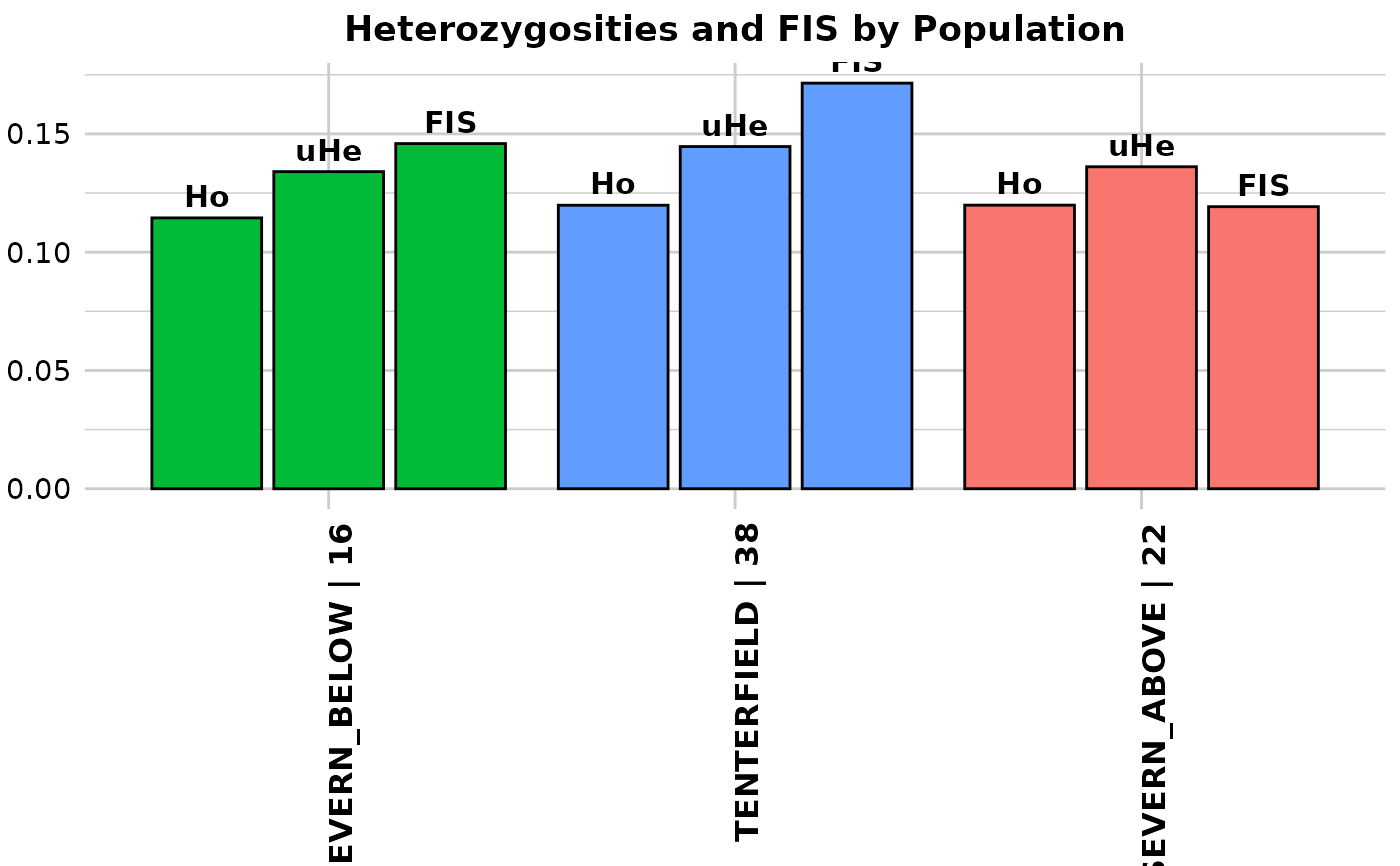 Heterozygosities and FIS by Population
FIS
0.15
uHe
FIS
uHe
Ho
uHe
Ho
Ho
FIS
0.10
0.05
0.00
EVERN_BELOW | 16
TENTERFIELD | 38
SEVERN_ABOVE | 22